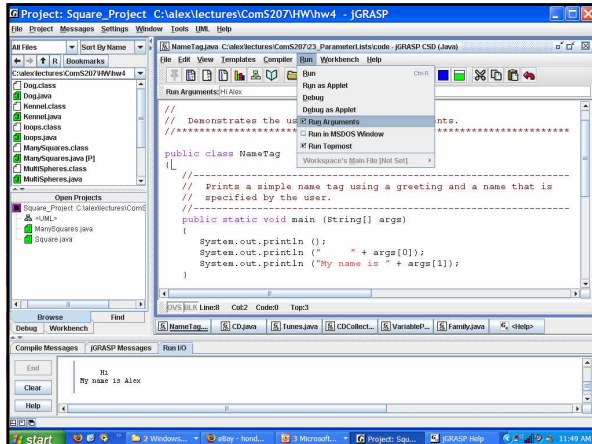 Project: Square_Project C:\alex\lectures\ComS207\HW\hw4 - jGRASP
File Project Messages Settings Window Tools UML Help
All Files
Sort By Name
R Bookmarks
C:\alex\lectures\ComS207\HW\hw4
Dog.class
Dog.java
Kennel.class
Kennel.java
loops.class
loops.java
ManySquares.class
ManySquares.java [P]
MultiSpheres.class
MultiSpheres.java
Open Projects
Square_Project C:\alex\lectures\ComS
<UML>
ManySquares.java
Square.java
Browse
Find
Debug
Workbench
NameTag.java C:\alex\lectures\ComS207\23_ParameterLists\code - jGRASP CSD (Java)
File Edit View Templates Compiler Run Workbench Help
Run Arguments: Hi Alex
Run Ctrl-R
Run as Applet
Debug
Debug as Applet
Run Arguments
Run in MSDOS Window
Run Topmost
Workspace's Main File [Not Set]
//
// Demonstrates the us nts.
//********
public class NameTag
{
//-----------------------------------------------------------
// Prints a simple name tag using a greeting and a name that is
// specified by the user.
//-----------------------------------------------------------
public static void main (String[] args)
{
System.out.println ();
System.out.println ("     " + args[0]);
System.out.println ("My name is " + args[1]);
}
OVS BLK Line:8 Col:2 Code:0 Top:3
NameTag....
CD.java
Tunes.java
CDCollect...
VariableP...
Family.java
<Help>
Compile Messages
jGRASP Messages
Run I/O
End
Clear
Help
Hi
My name is Alex
start
2 Windows...
eBay - hond...
3 Microsoft...
Project: Squ...
jGRASP Help
11:49 AM